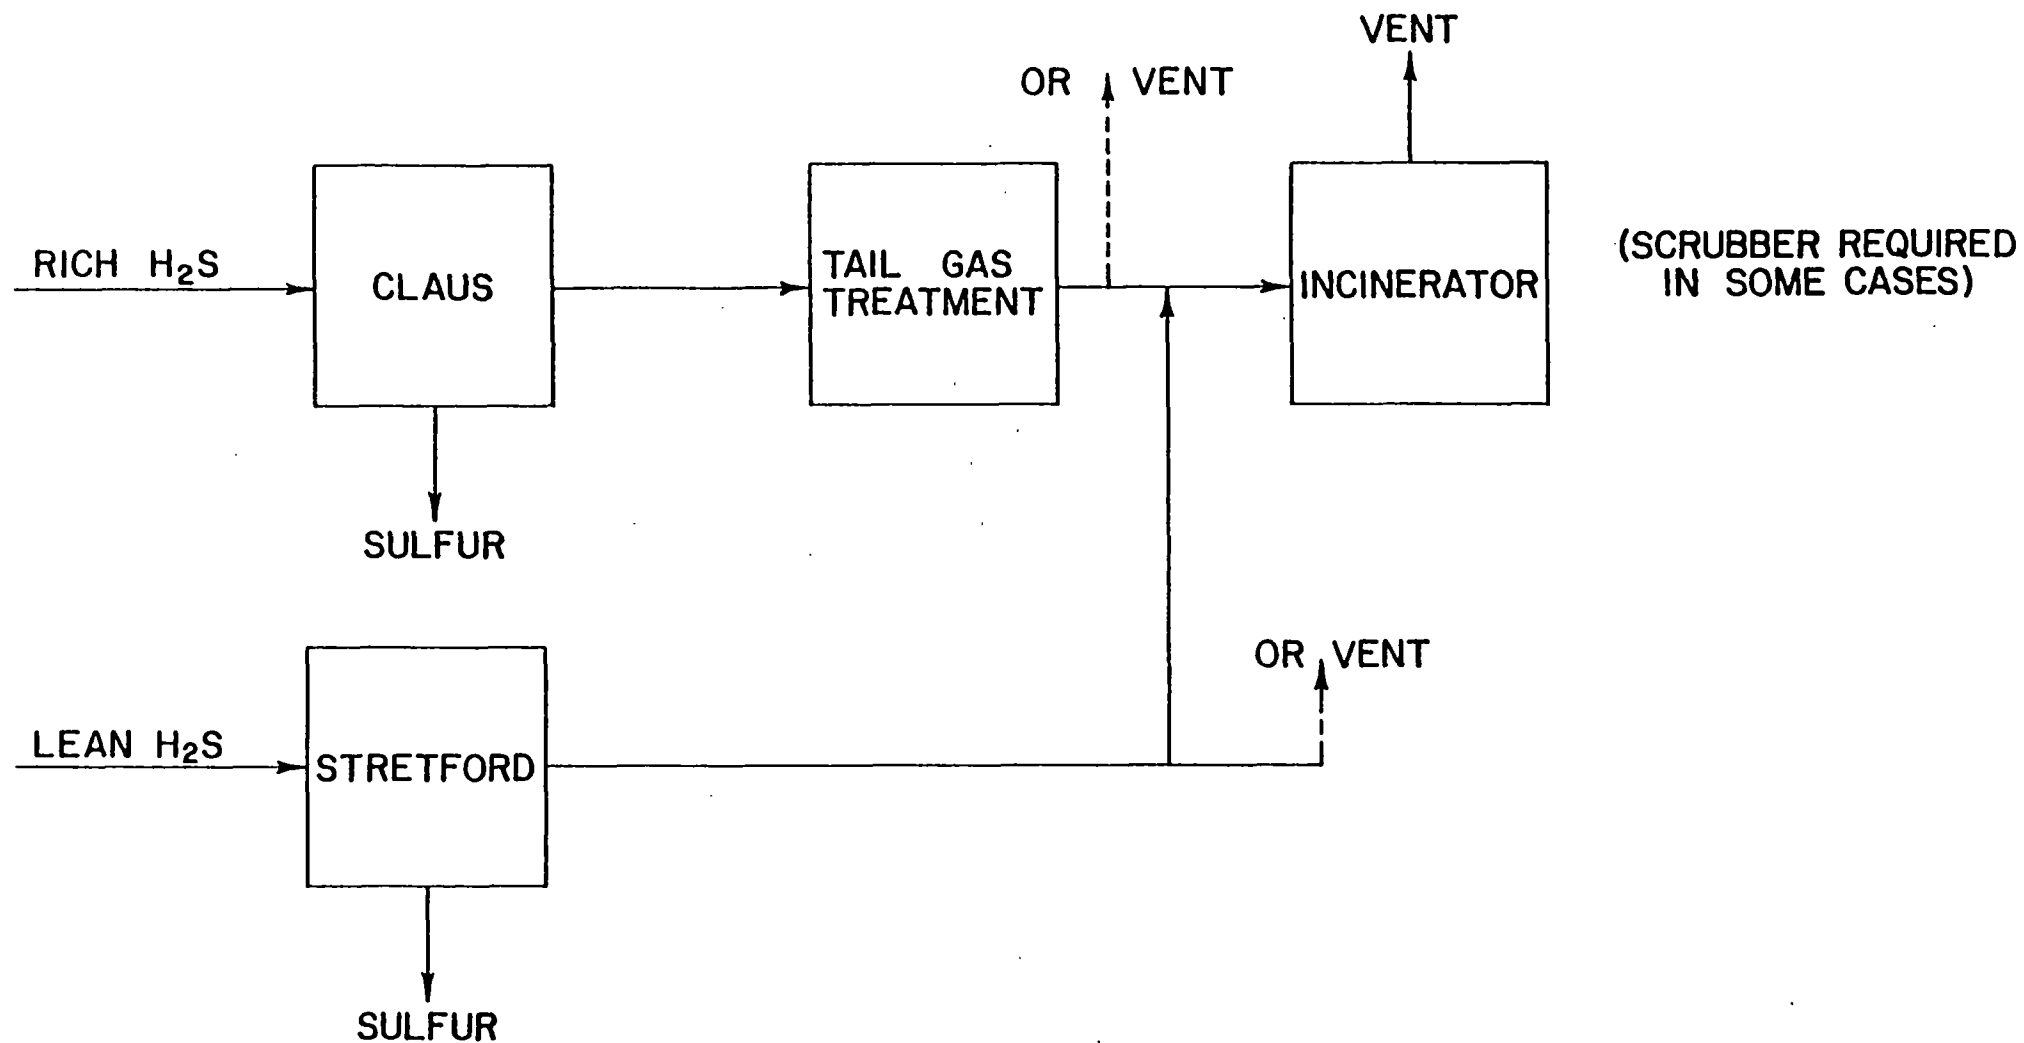 VENT
OR VENT
RICH H₂S
CLAUS
TAIL GAS
TREATMENT
INCINERATOR
(SCRUBBER REQUIRED
IN SOME CASES)
SULFUR
OR VENT
LEAN H₂S
STRETFORD
SULFUR